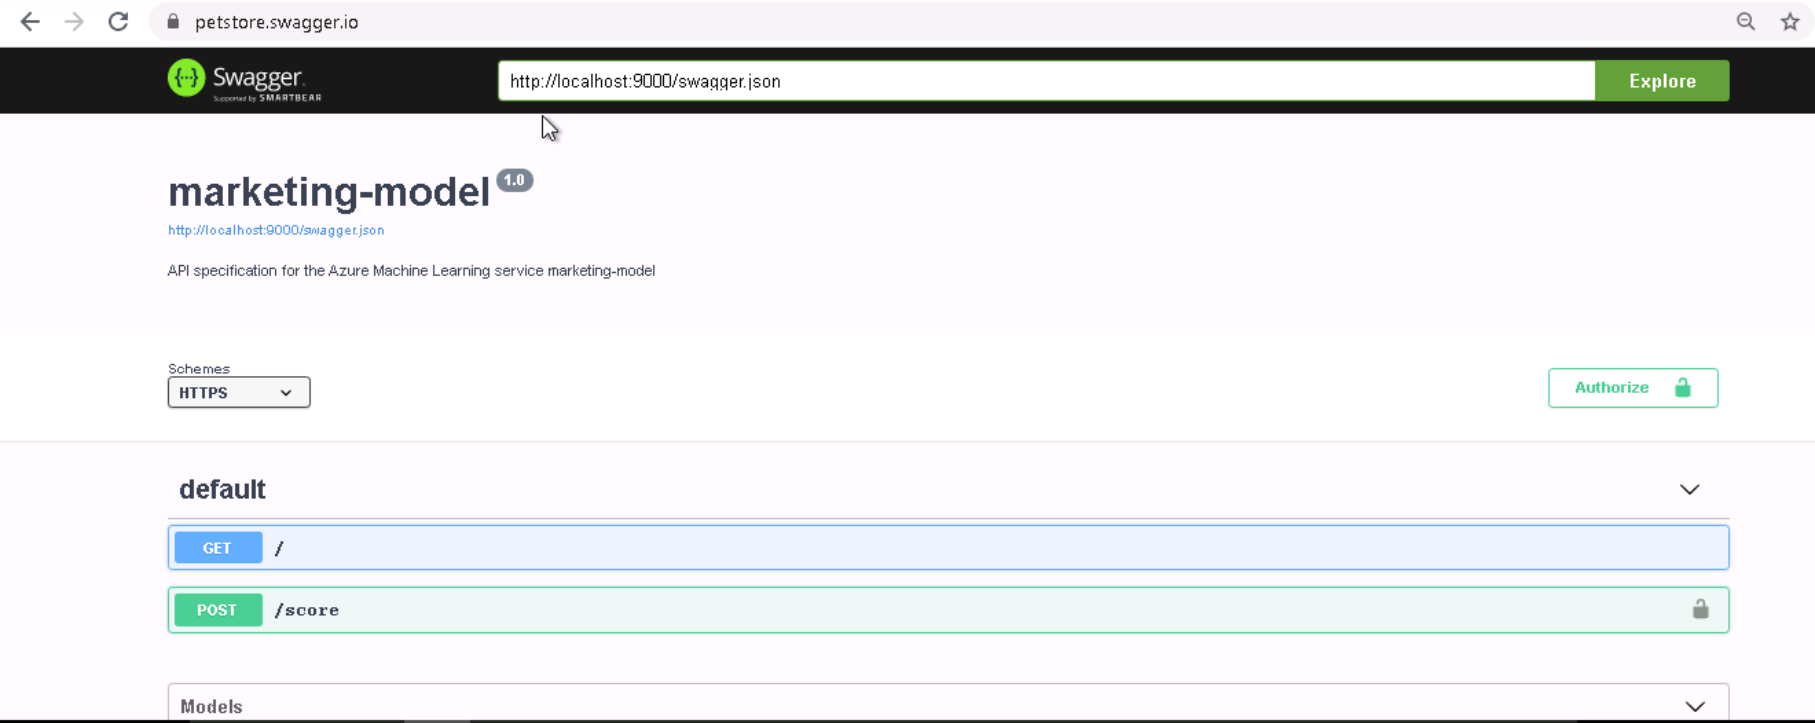 petstore.swagger.io
Swagger.
Supported by SMARTBEAR
http://localhost:9000/swagger.json
Explore
marketing-model 1.0
http://localhost:9000/swagger.json
API specification for the Azure Machine Learning service marketing-model
Schemes
HTTPS
Authorize
default
GET /
POST /score
Models